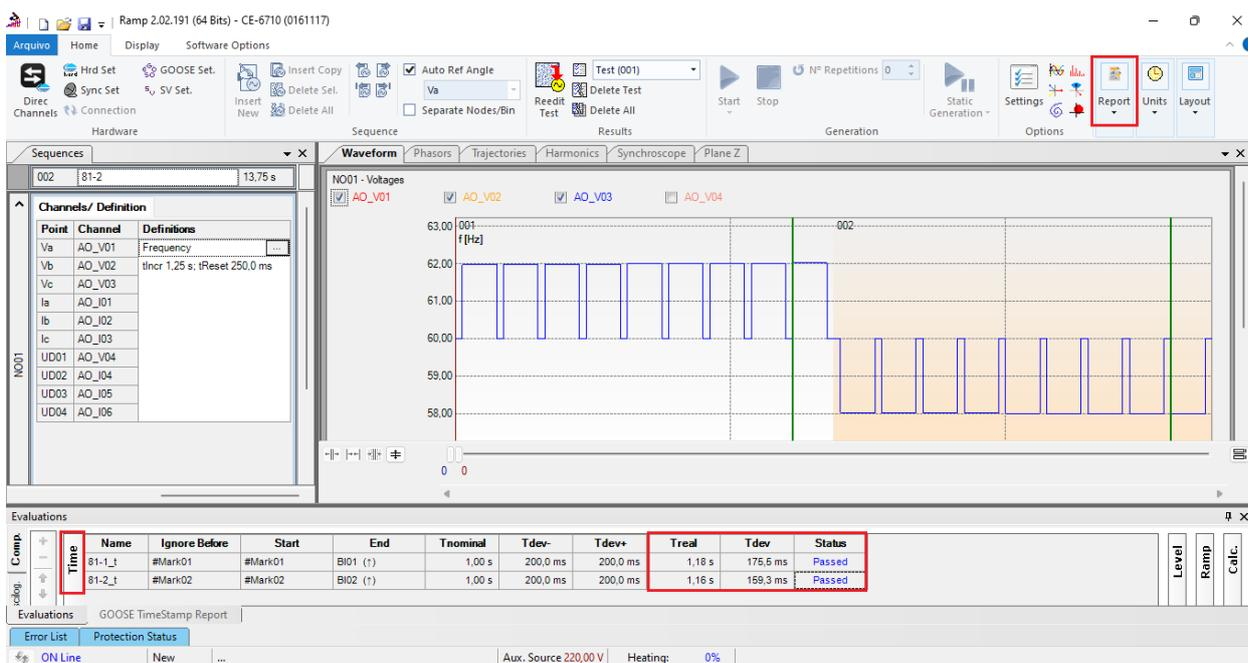 Ramp 2.02.191 (64 Bits) - CE-6710 (0161117)
Arquivo Home Display Software Options
Direc Channels
Hrd Set
Sync Set
Connection
GOOSE Set.
SV Set.
Hardware
Insert New
Insert Copy
Delete Sel.
Delete All
Auto Ref Angle
Va
Separate Nodes/Bin
Sequence
Reedit Test
Test (001)
Delete Test
Delete All
Results
Start
Stop
Nº Repetitions 0
Static Generation
Generation
Settings
Options
Report
Units
Layout
Sequences
002 81-2 13,75 s
NO01
Channels/ Definition
Point Channel Definitions
Va AO_V01 Frequency ...
Vb AO_V02 tIncr 1,25 s; tReset 250,0 ms
Vc AO_V03
Ia AO_I01
Ib AO_I02
Ic AO_I03
UD01 AO_V04
UD02 AO_I04
UD03 AO_I05
UD04 AO_I06
Waveform Phasors Trajectories Harmonics Synchroscope Plane Z
NO01 - Voltages
AO_V01 AO_V02 AO_V03 AO_V04
63,00 001 002
f [Hz]
62,00
61,00
60,00
59,00
58,00
0 0
Evaluations
Comp.
Time
Name Ignore Before Start End Tnominal Tdev- Tdev+ Treal Tdev Status
81-1_t #Mark01 #Mark01 BI01 (↑) 1,00 s 200,0 ms 200,0 ms 1,18 s 175,6 ms Passed
81-2_t #Mark02 #Mark02 BI02 (↑) 1,00 s 200,0 ms 200,0 ms 1,16 s 159,3 ms Passed
Level
Ramp
Calc.
Evaluations GOOSE TimeStamp Report
Error List Protection Status
ON Line New ... Aux. Source 220,00 V Heating: 0%